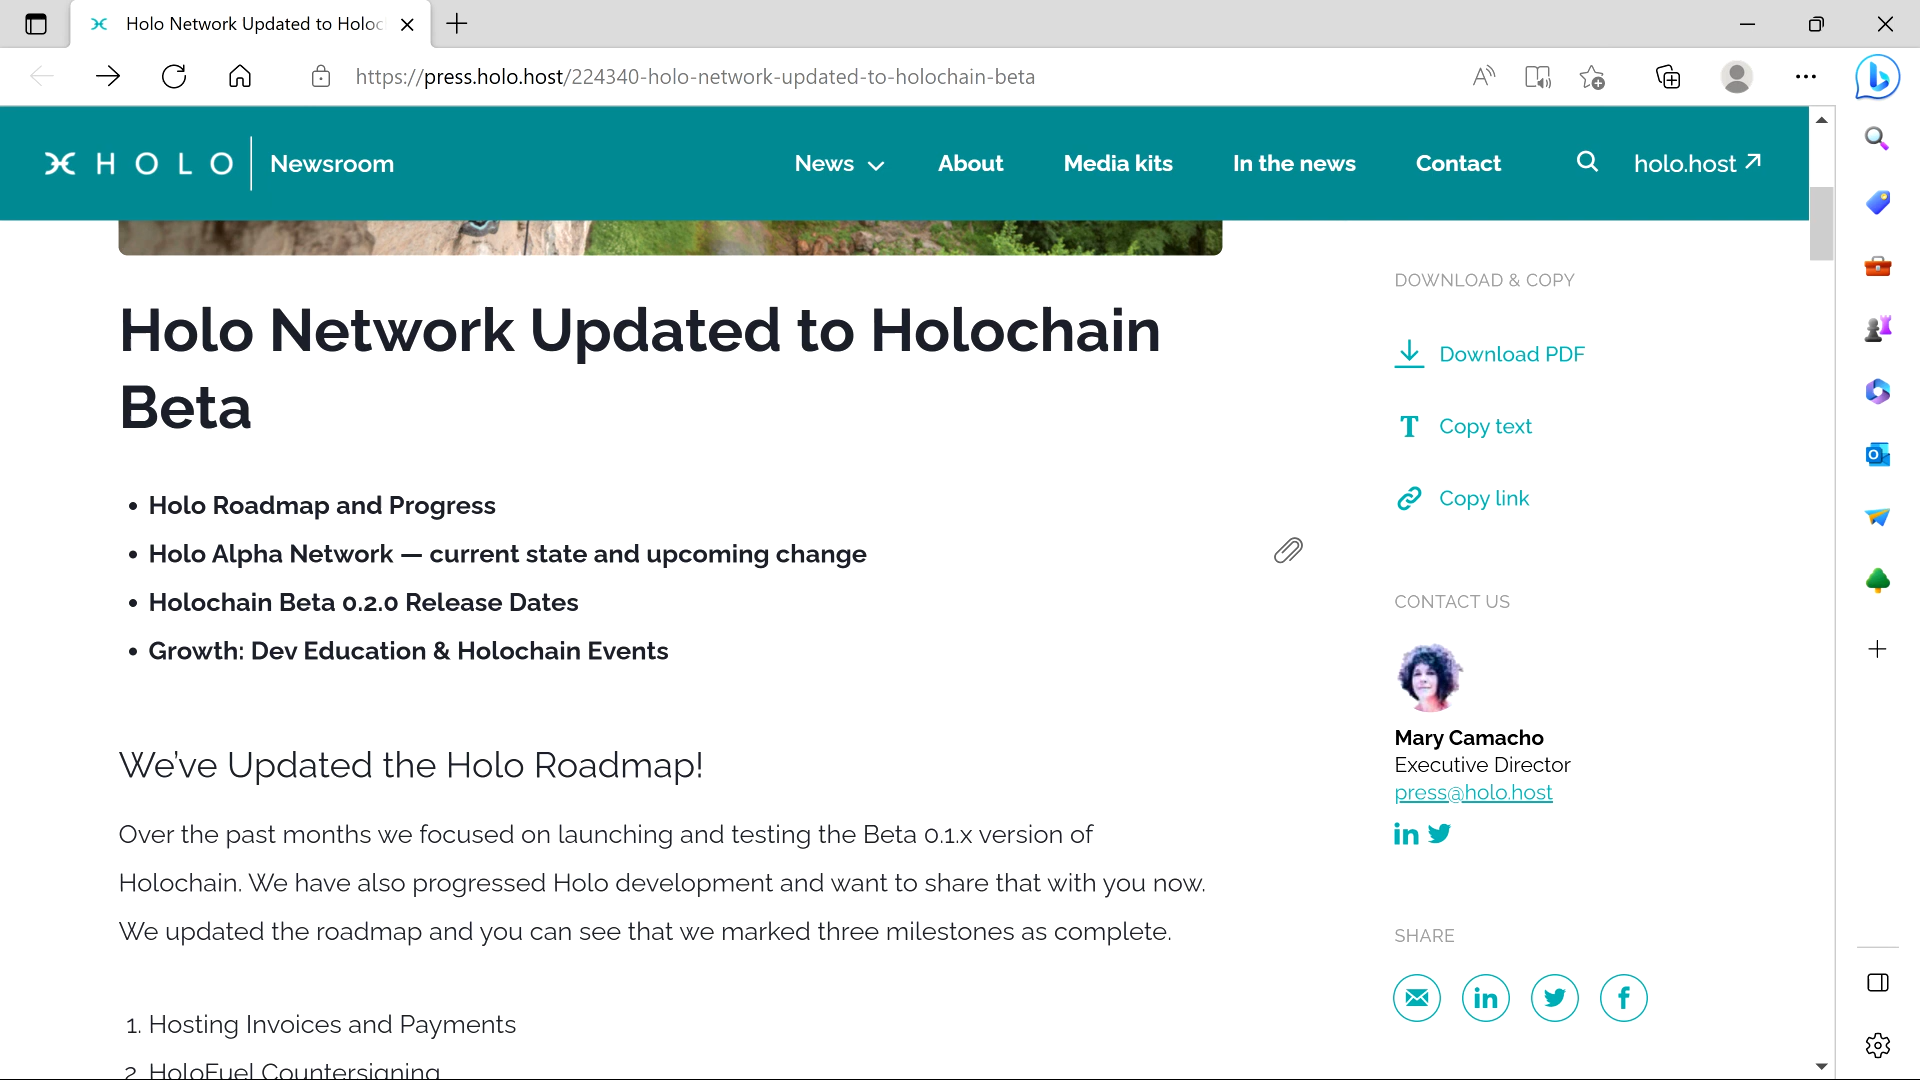 Holo Network Updated to Holoc
https://press.holo.host/224340-holo-network-updated-to-holochain-beta
HOLO Newsroom
News
About
Media kits
In the news
Contact
holo.host
Holo Network Updated to Holochain
Beta
• Holo Roadmap and Progress
• Holo Alpha Network — current state and upcoming change
• Holochain Beta 0.2.0 Release Dates
• Growth: Dev Education & Holochain Events
We've Updated the Holo Roadmap!
Over the past months we focused on launching and testing the Beta 0.1.x version of
Holochain. We have also progressed Holo development and want to share that with you now.
We updated the roadmap and you can see that we marked three milestones as complete.
1. Hosting Invoices and Payments
2. HoloFuel Countersigning
DOWNLOAD & COPY
Download PDF
Copy text
Copy link
CONTACT US
Mary Camacho
Executive Director
press@holo.host
SHARE